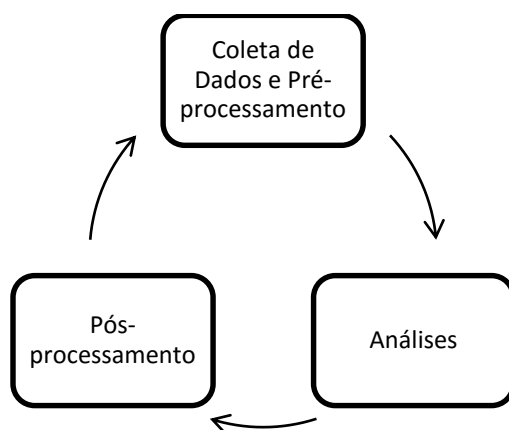 Coleta de
Dados e Pré-
processamento
Pós-
processamento
Análises